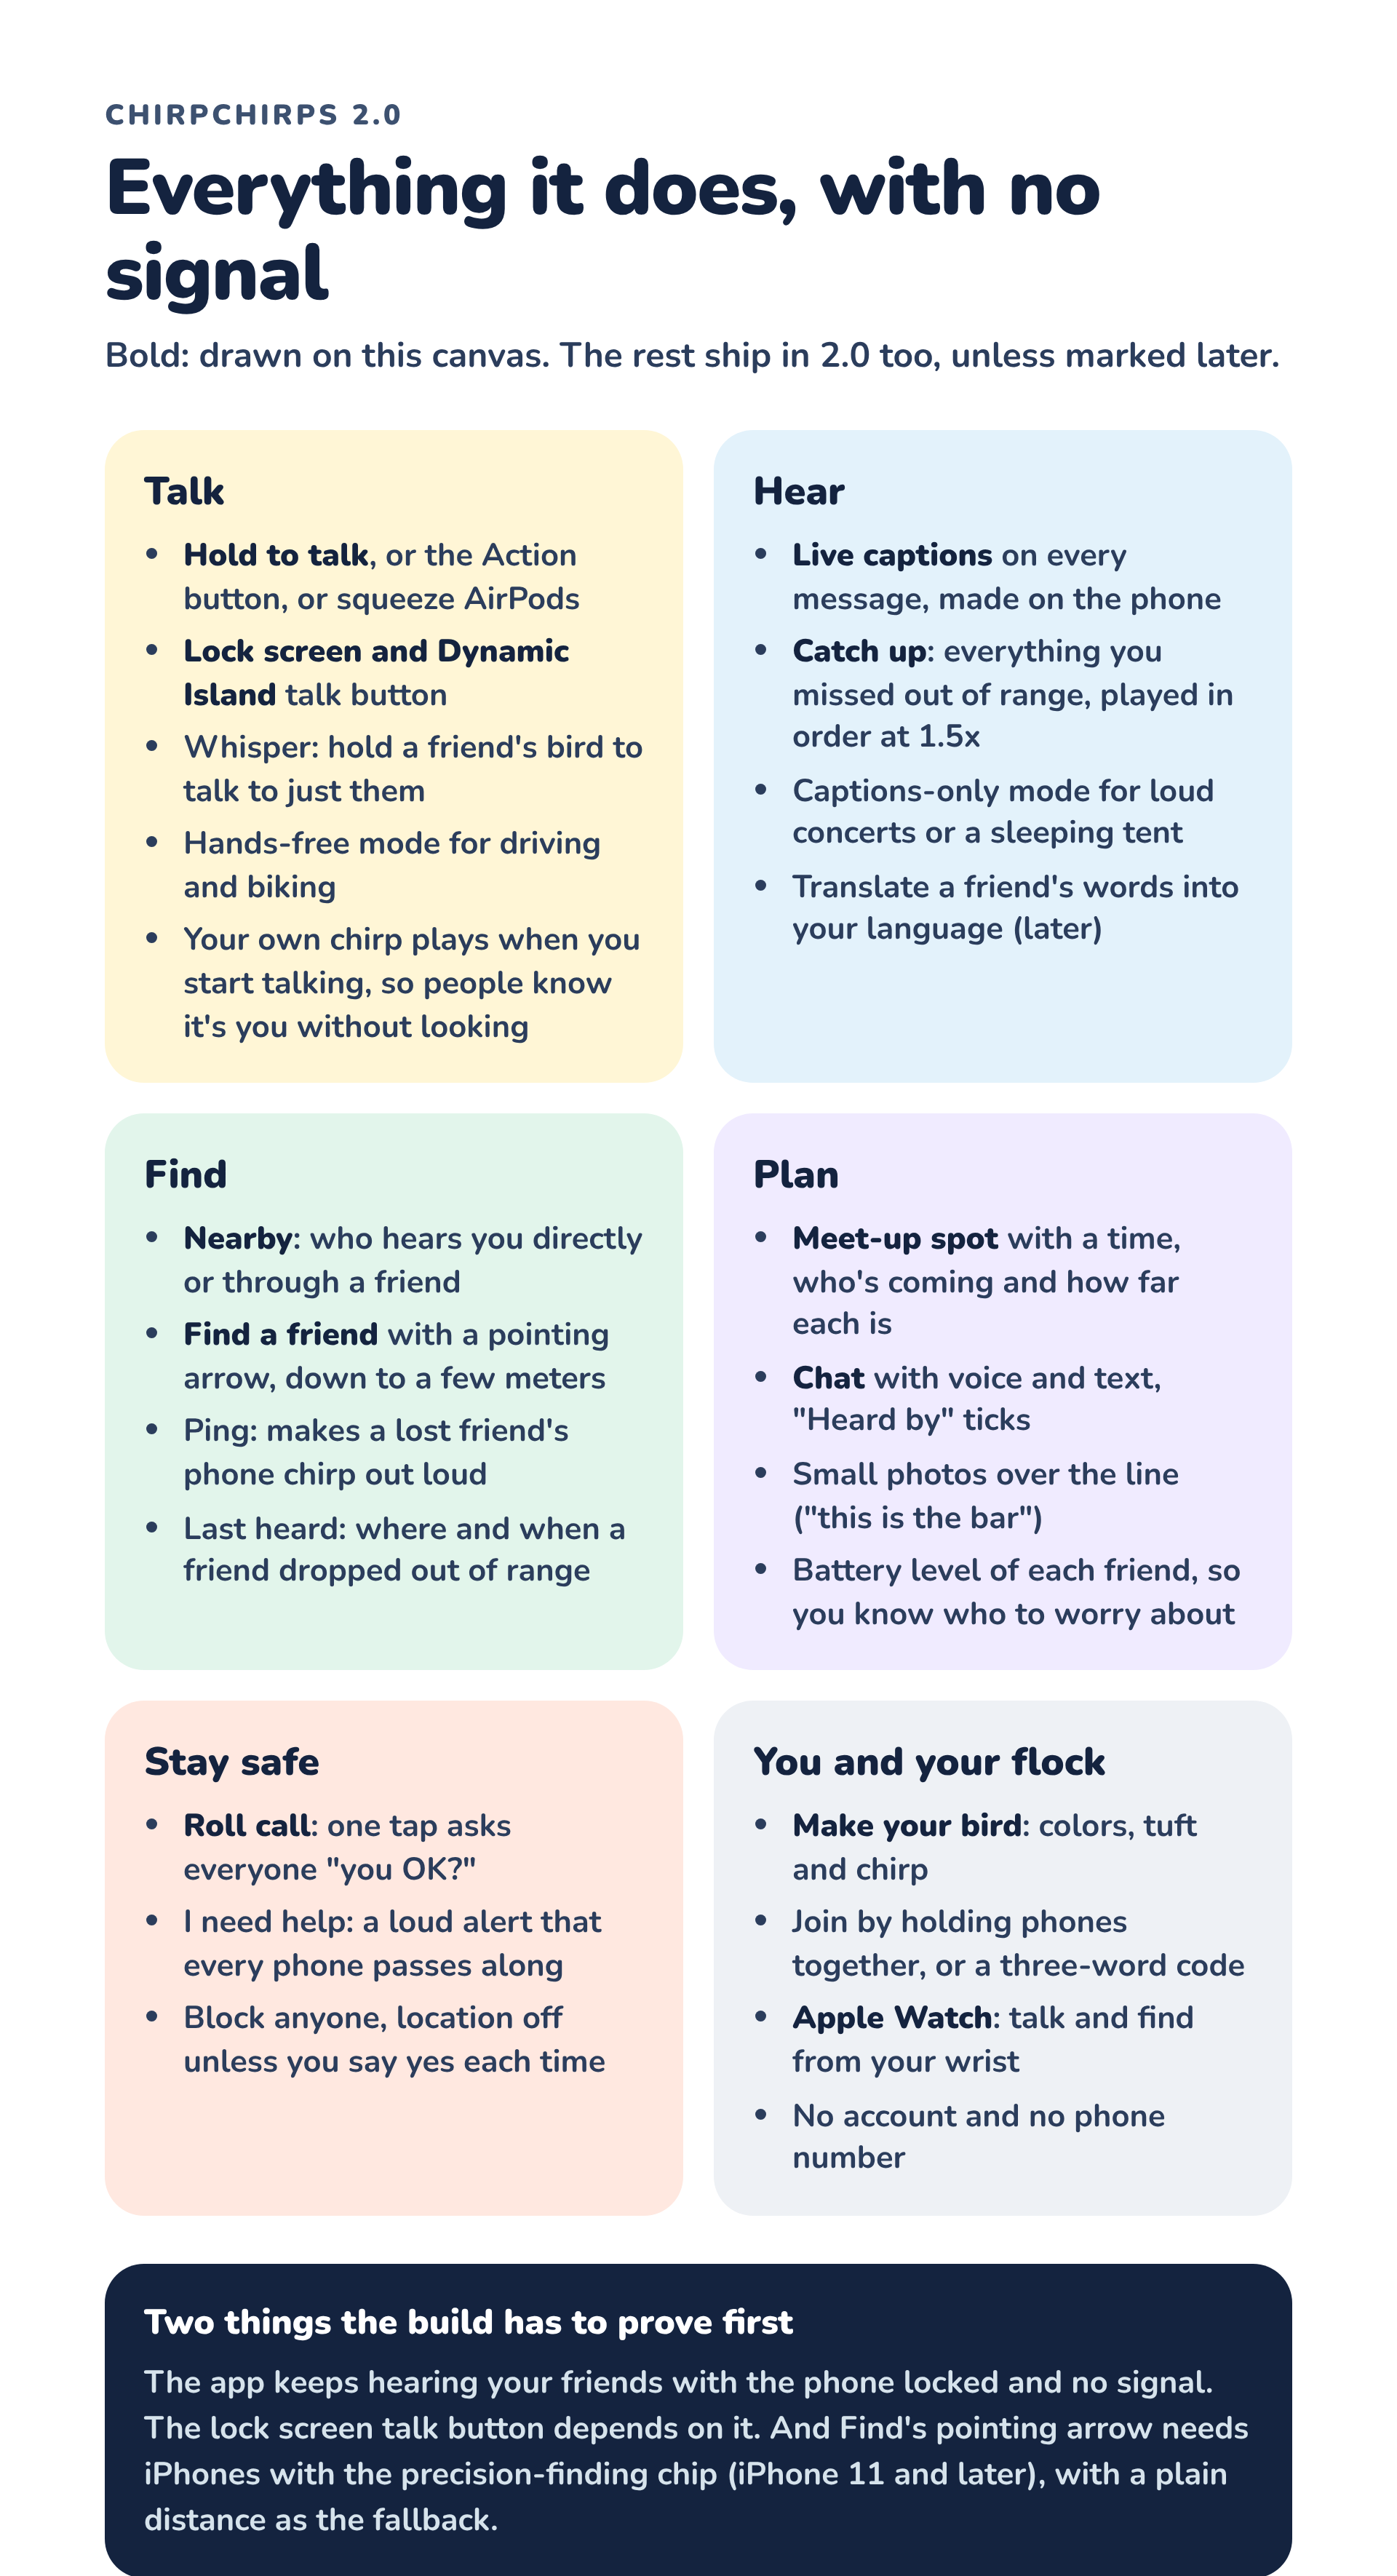 CHIRPCHIRPS 2.0
Everything it does, with no
signal
Bold: drawn on this canvas. The rest ship in 2.0 too, unless marked later.
Talk
• Hold to talk, or the Action
button, or squeeze AirPods
• Lock screen and Dynamic
Island talk button
• Whisper: hold a friend's bird to
talk to just them
• Hands-free mode for driving
and biking
• Your own chirp plays when you
start talking, so people know
it's you without looking
Hear
• Live captions on every
message, made on the phone
• Catch up: everything you
missed out of range, played in
order at 1.5x
• Captions-only mode for loud
concerts or a sleeping tent
• Translate a friend's words into
your language (later)
Find
• Nearby: who hears you directly
or through a friend
• Find a friend with a pointing
arrow, down to a few meters
• Ping: makes a lost friend's
phone chirp out loud
• Last heard: where and when a
friend dropped out of range
Plan
• Meet-up spot with a time,
who's coming and how far
each is
• Chat with voice and text,
"Heard by" ticks
• Small photos over the line
("this is the bar")
• Battery level of each friend, so
you know who to worry about
Stay safe
• Roll call: one tap asks
everyone "you OK?"
• I need help: a loud alert that
every phone passes along
• Block anyone, location off
unless you say yes each time
You and your flock
• Make your bird: colors, tuft
and chirp
• Join by holding phones
together, or a three-word code
• Apple Watch: talk and find
from your wrist
• No account and no phone
number
Two things the build has to prove first
The app keeps hearing your friends with the phone locked and no signal.
The lock screen talk button depends on it. And Find's pointing arrow needs
iPhones with the precision-finding chip (iPhone 11 and later), with a plain
distance as the fallback.